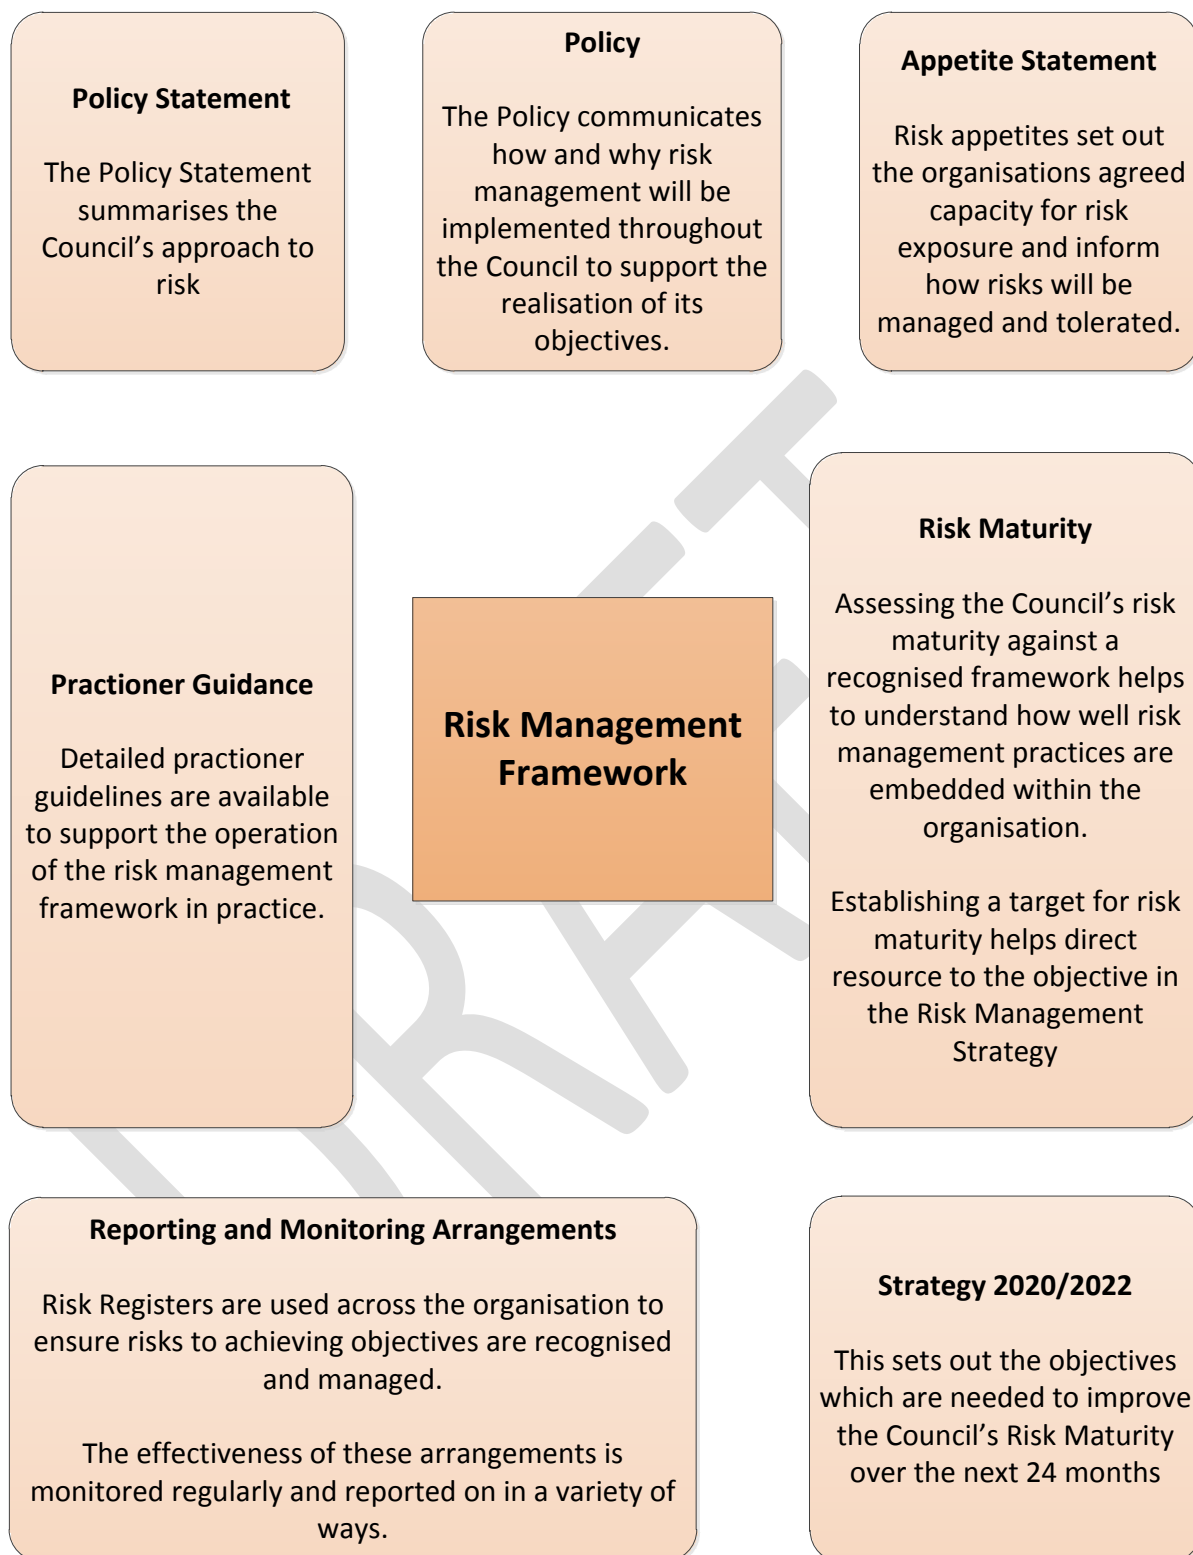 Policy Statement
The Policy Statement
summarises the
Council’s approach to
risk
Policy
The Policy communicates
how and why risk
management will be
implemented throughout
the Council to support the
realisation of its
objectives.
Appetite Statement
Risk appetites set out
the organisations agreed
capacity for risk
exposure and inform
how risks will be
managed and tolerated.
Practioner Guidance
Detailed practioner
guidelines are available
to support the operation
of the risk management
framework in practice.
Risk Management
Framework
Risk Maturity
Assessing the Council’s risk
maturity against a
recognised framework helps
to understand how well risk
management practices are
embedded within the
organisation.
Establishing a target for risk
maturity helps direct
resource to the objective in
the Risk Management
Strategy
Reporting and Monitoring Arrangements
Risk Registers are used across the organisation to
ensure risks to achieving objectives are recognised
and managed.
The effectiveness of these arrangements is
monitored regularly and reported on in a variety of
ways.
Strategy 2020/2022
This sets out the objectives
which are needed to improve
the Council’s Risk Maturity
over the next 24 months
DRAFT